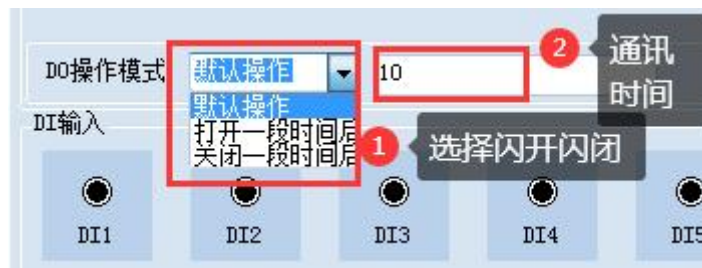 DO操作模式
默认操作
10
2
通讯
时间
默认操作
打开一段时间后
关闭一段时间后
1
选择闪开闪闭
DI输入
DI1
DI2
DI3
DI4
DI5